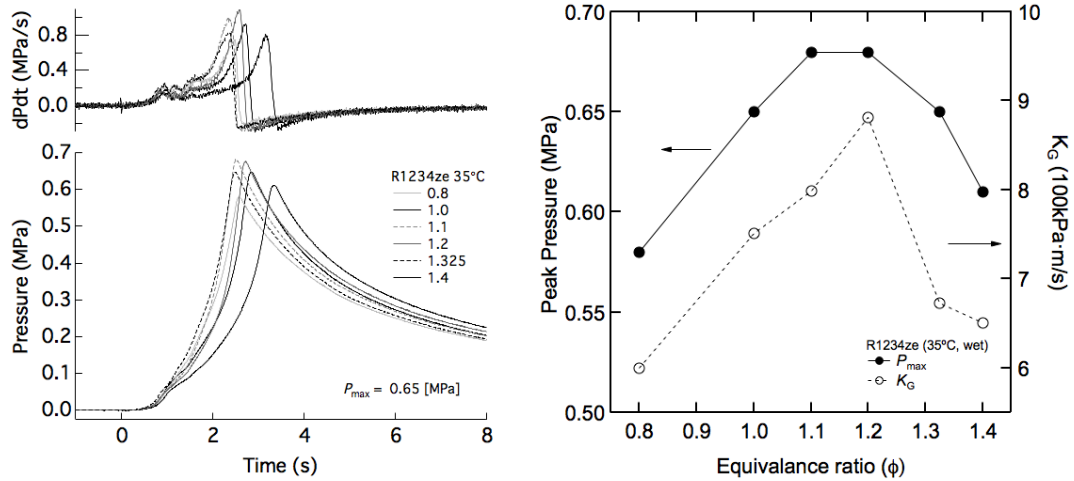 dPdt (MPa/s)
0.8
0.4
0.0
Pressure (MPa)
0.7
0.6
0.5
0.4
0.3
0.2
0.1
0.0
R1234ze 35°C
0.8
1.0
1.1
1.2
1.325
1.4
Pmax = 0.65 [MPa]
0 2 4 6 8
Time (s)
Peak Pressure (MPa)
0.70
0.65
0.60
0.55
0.50
10
9
8
7
6
KG (100kPa·m/s)
R1234ze (35ºC, wet)
Pmax
KG
0.8 0.9 1.0 1.1 1.2 1.3 1.4
Equivalance ratio (ϕ)